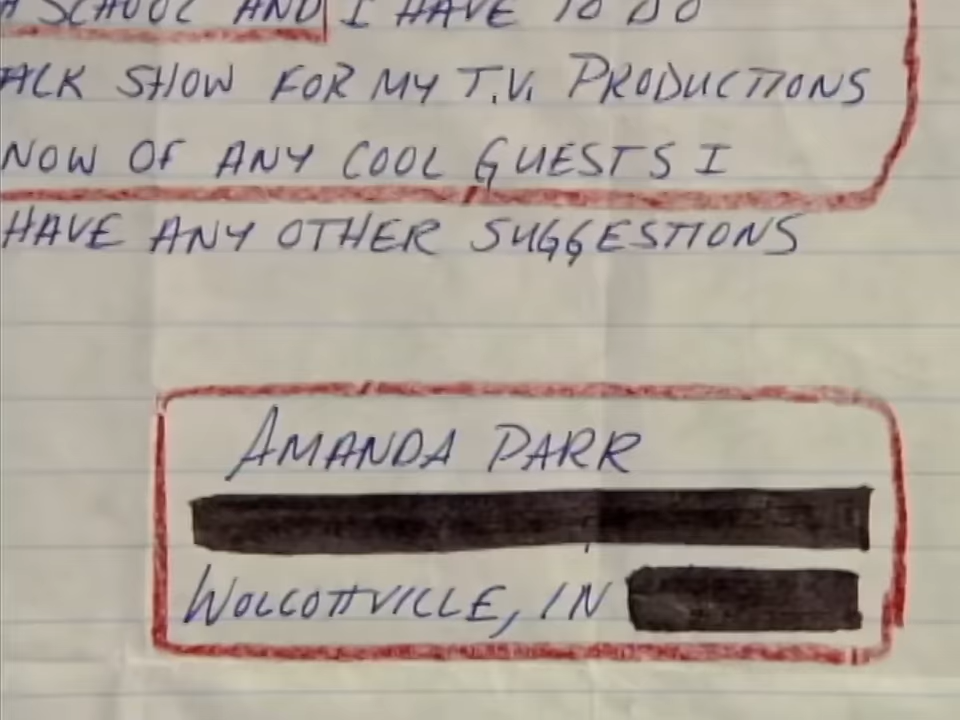 A SCHOOL AND I HAVE TO DO
ALK SHOW FOR MY T.V. PRODUCTIONS
NOW OF ANY COOL GUESTS I
HAVE ANY OTHER SUGGESTIONS
AMANDA PARR
WOLCOTTVILLE, IN